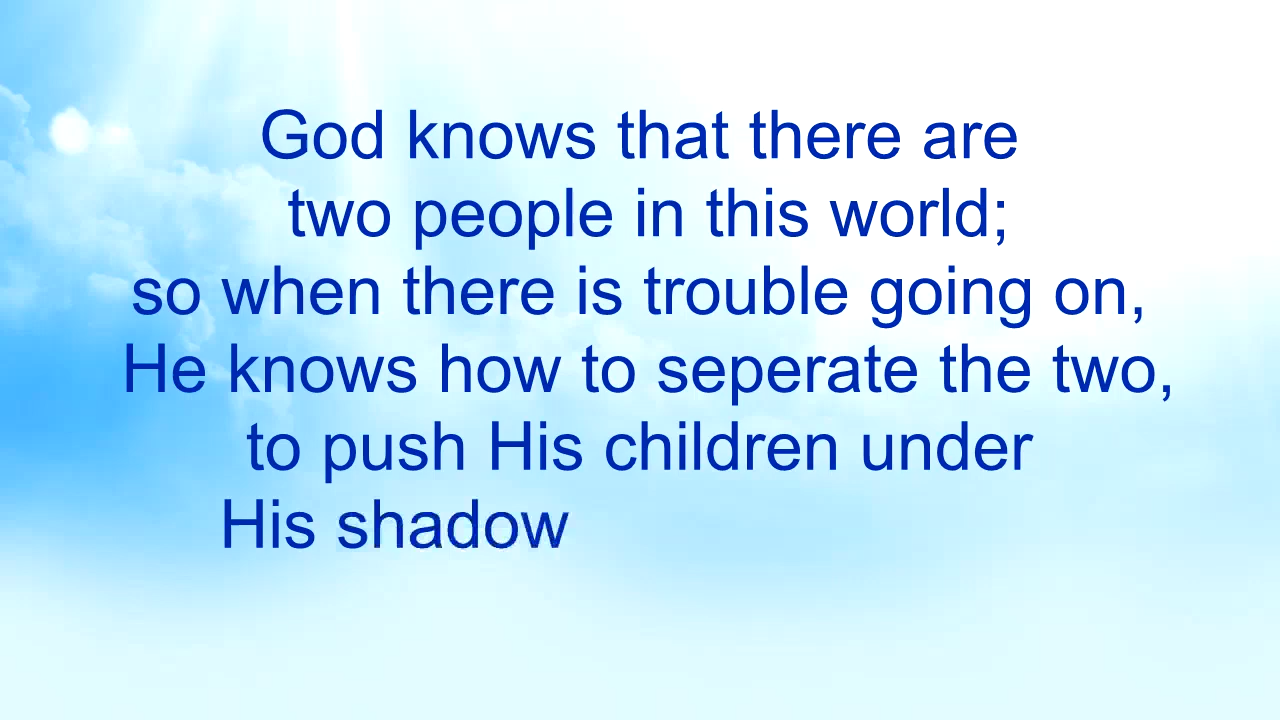 God knows that there are
two people in this world;
so when there is trouble going on,
He knows how to seperate the two,
to push His children under
His shadow